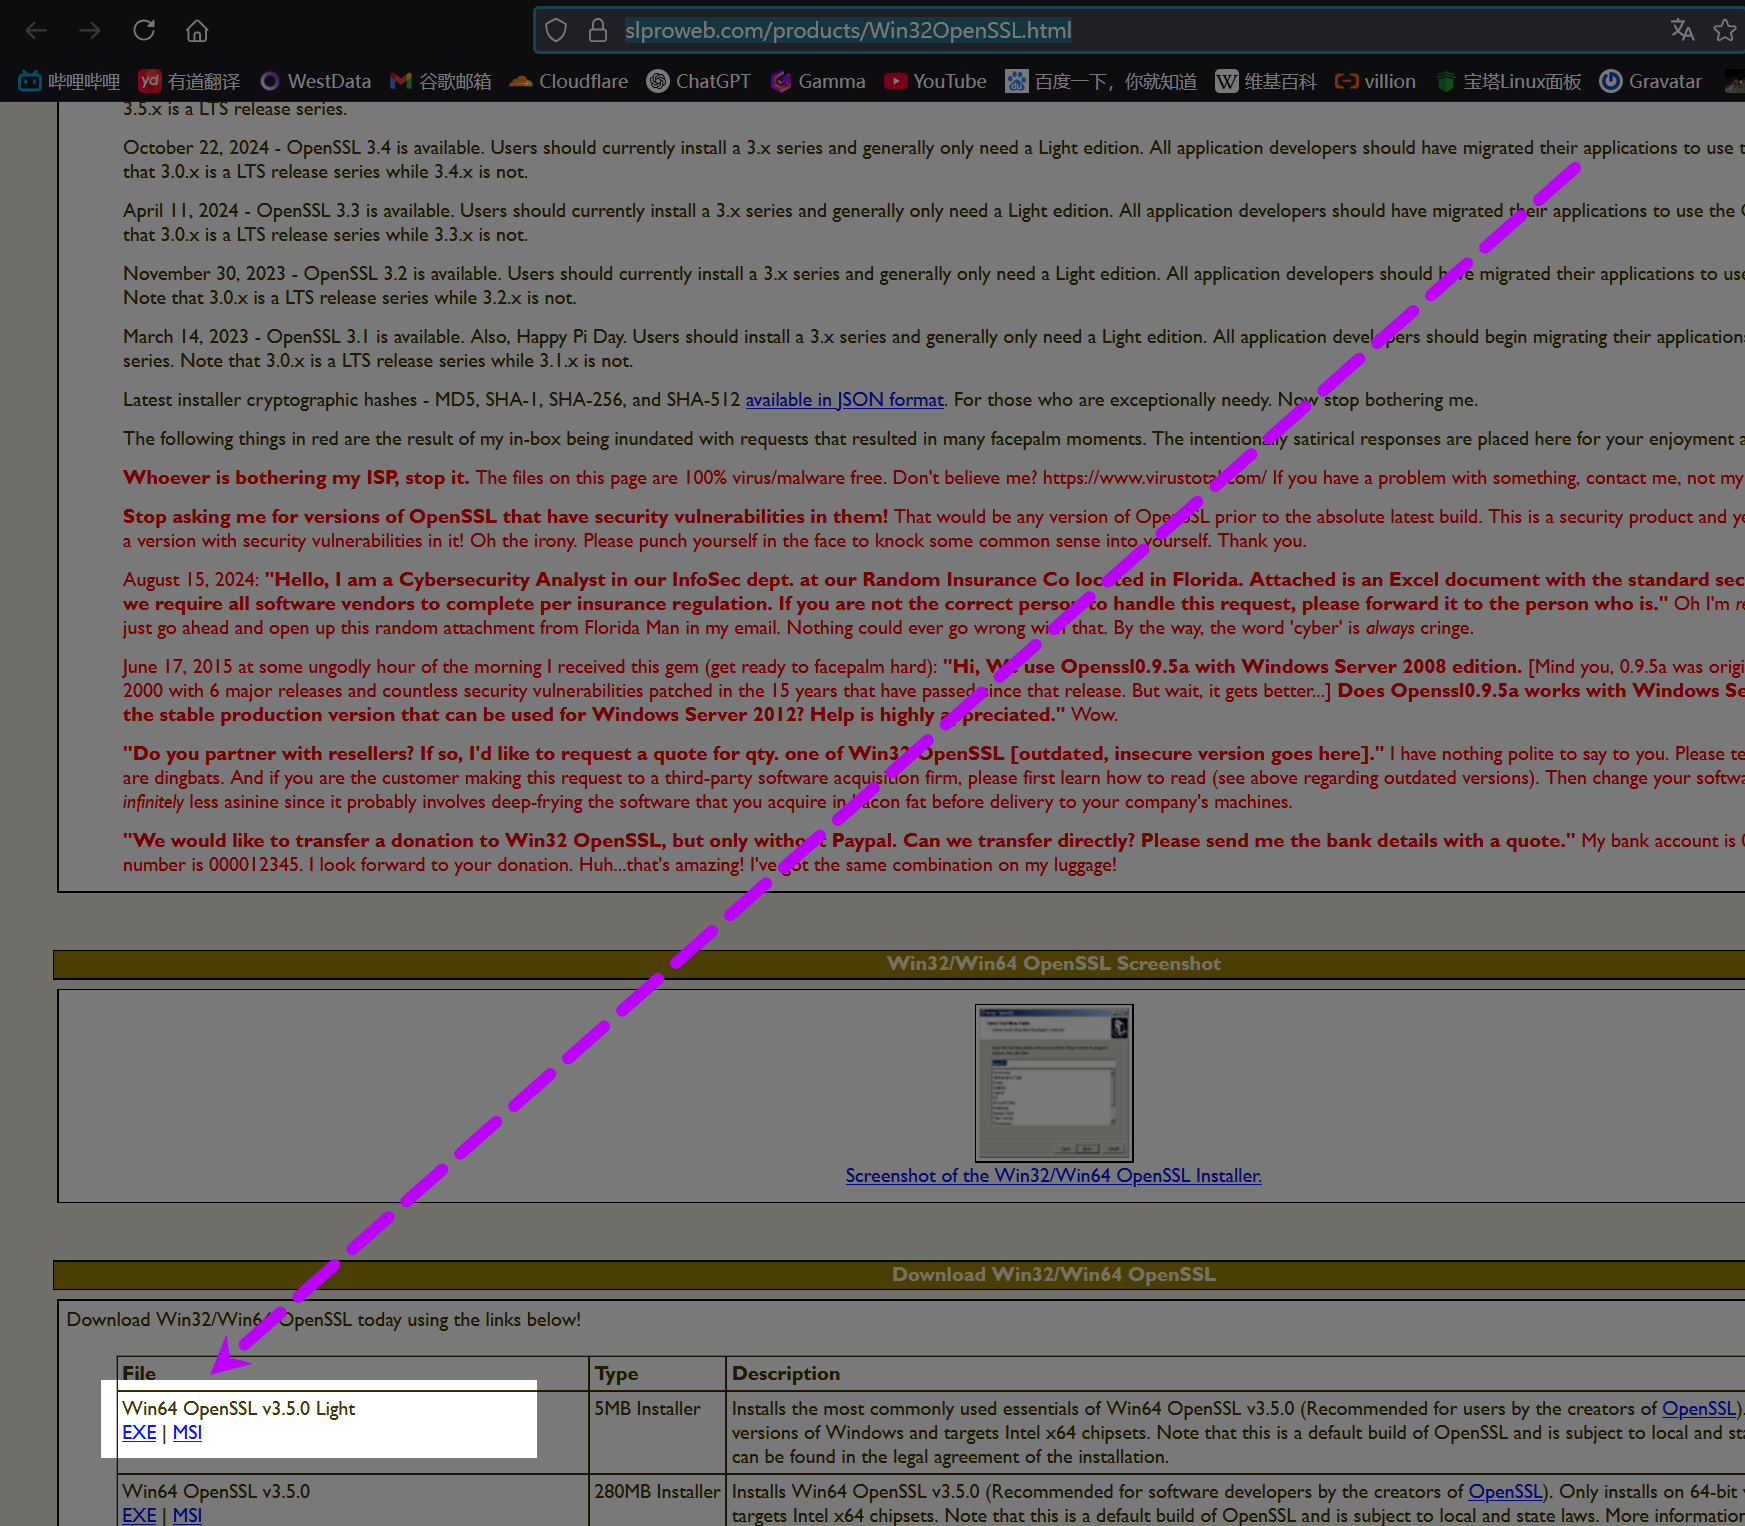 slproweb.com/products/Win32OpenSSL.html
哔哩哔哩 yd 有道翻译 WestData 谷歌邮箱 Cloudflare ChatGPT Gamma YouTube du 百度一下，你就知道 W 维基百科 villion 宝塔Linux面板 Gravatar
3.5.x is a LTS release series.
October 22, 2024 - OpenSSL 3.4 is available. Users should currently install a 3.x series and generally only need a Light edition. All application developers should have migrated their applications to use
that 3.0.x is a LTS release series while 3.4.x is not.
April 11, 2024 - OpenSSL 3.3 is available. Users should currently install a 3.x series and generally only need a Light edition. All application developers should have migrated their applications to use the
that 3.0.x is a LTS release series while 3.3.x is not.
November 30, 2023 - OpenSSL 3.2 is available. Users should currently install a 3.x series and generally only need a Light edition. All application developers should have migrated their applications to use
Note that 3.0.x is a LTS release series while 3.2.x is not.
March 14, 2023 - OpenSSL 3.1 is available. Also, Happy Pi Day. Users should install a 3.x series and generally only need a Light edition. All application developers should begin migrating their application
series. Note that 3.0.x is a LTS release series while 3.1.x is not.
Latest installer cryptographic hashes - MD5, SHA-1, SHA-256, and SHA-512 available in JSON format. For those who are exceptionally needy. Now stop bothering me.
The following things in red are the result of my in-box being inundated with requests that resulted in many facepalm moments. The intentionally satirical responses are placed here for your enjoyment
Whoever is bothering my ISP, stop it. The files on this page are 100% virus/malware free. Don't believe me? https://www.virustotal.com/ If you have a problem with something, contact me, not my
Stop asking me for versions of OpenSSL that have security vulnerabilities in them! That would be any version of OpenSSL prior to the absolute latest build. This is a security product and
a version with security vulnerabilities in it! Oh the irony. Please punch yourself in the face to knock some common sense into yourself. Thank you.
August 15, 2024: "Hello, I am a Cybersecurity Analyst in our InfoSec dept. at our Random Insurance Co located in Florida. Attached is an Excel document with the standard sec
we require all software vendors to complete per insurance regulation. If you are not the correct person to handle this request, please forward it to the person who is." Oh I'm
just go ahead and open up this random attachment from Florida Man in my email. Nothing could ever go wrong with that. By the way, the word 'cyber' is always cringe.
June 17, 2015 at some ungodly hour of the morning I received this gem (get ready to facepalm hard): "Hi, We use Openssl0.9.5a with Windows Server 2008 edition. [Mind you, 0.9.5a was origi
2000 with 6 major releases and countless security vulnerabilities patched in the 15 years that have passed since that release. But wait, it gets better...] Does Openssl0.9.5a works with Windows Se
the stable production version that can be used for Windows Server 2012? Help is highly appreciated." Wow.
"Do you partner with resellers? If so, I'd like to request a quote for qty. one of Win32 OpenSSL [outdated, insecure version goes here]." I have nothing polite to say to you. Please te
are dingbats. And if you are the customer making this request to a third-party software acquisition firm, please first learn how to read (see above regarding outdated versions). Then change your softwa
infinitely less asinine since it probably involves deep-frying the software that you acquire in bacon fat before delivery to your company's machines.
"We would like to transfer a donation to Win32 OpenSSL, but only without Paypal. Can we transfer directly? Please send me the bank details with a quote." My bank account is
number is 000012345. I look forward to your donation. Huh...that's amazing! I've got the same combination on my luggage!
Win32/Win64 OpenSSL Screenshot
Screenshot of the Win32/Win64 OpenSSL Installer.
Download Win32/Win64 OpenSSL
Download Win32/Win64 OpenSSL today using the links below!
File Type Description
Win64 OpenSSL v3.5.0 Light 5MB Installer Installs the most commonly used essentials of Win64 OpenSSL v3.5.0 (Recommended for users by the creators of OpenSSL).
EXE | MSI versions of Windows and targets Intel x64 chipsets. Note that this is a default build of OpenSSL and is subject to local and sta
can be found in the legal agreement of the installation.
Win64 OpenSSL v3.5.0 280MB Installer Installs Win64 OpenSSL v3.5.0 (Recommended for software developers by the creators of OpenSSL). Only installs on 64-bit
EXE | MSI targets Intel x64 chipsets. Note that this is a default build of OpenSSL and is subject to local and state laws. More information